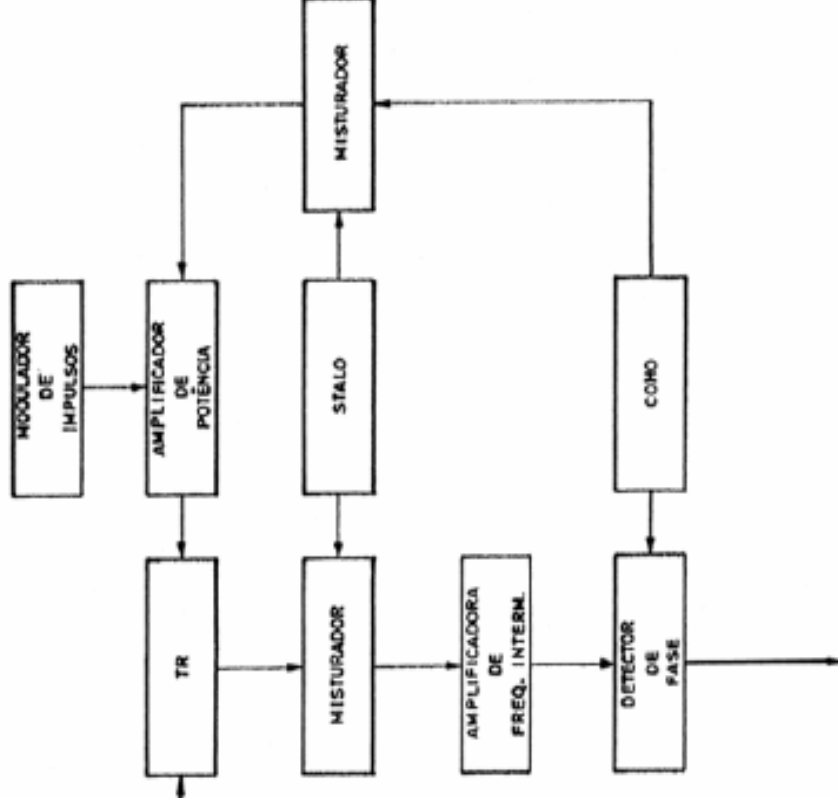 MODULADOR
DE
IMPULSOS
TR
AMPLIFICADOR
DE
POTÊNCIA
MISTURADOR
STALO
MISTURADOR
AMPLIFICADORA
DE
FREQ. INTERM.
DETECTOR
DE
FASE
COHO